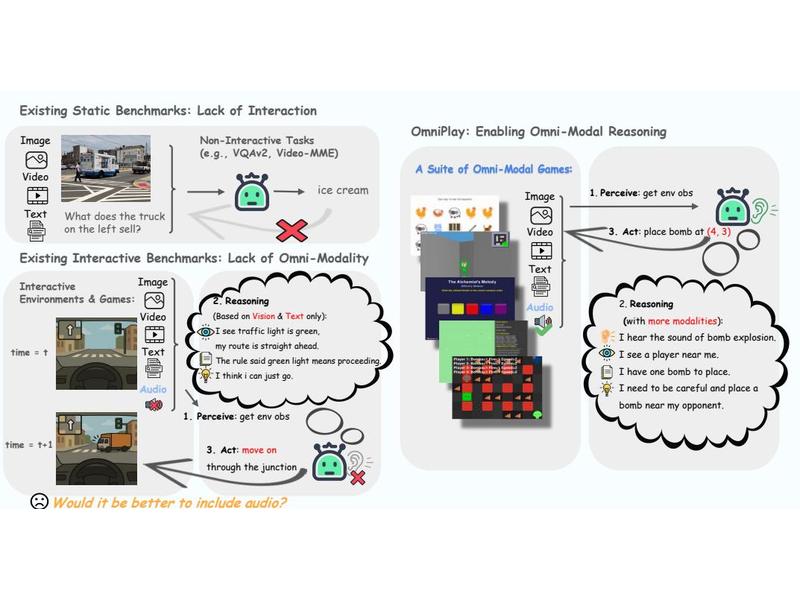 Existing Static Benchmarks: Lack of Interaction
Image
Video
Text
What does the truck
on the left sell?
Non-Interactive Tasks
(e.g., VQAv2, Video-MME)
ice cream
Existing Interactive Benchmarks: Lack of Omni-Modality
Interactive
Environments & Games:
time = t
time = t+1
Image
Video
Text
Audio
2. Reasoning
(Based on Vision & Text only):
I see traffic light is green,
my route is straight ahead.
The rule said green light means proceeding.
I think i can just go.
1. Perceive: get env obs
3. Act: move on
through the junction
Would it be better to include audio?
OmniPlay: Enabling Omni-Modal Reasoning
A Suite of Omni-Modal Games:
The Alchemist's Melody
Image
Video
Text
Audio
1. Perceive: get env obs
3. Act: place bomb at (4, 3)
2. Reasoning
(with more modalities):
I hear the sound of bomb explosion.
I see a player near me.
I have one bomb to place.
I need to be careful and place a
bomb near my opponent.